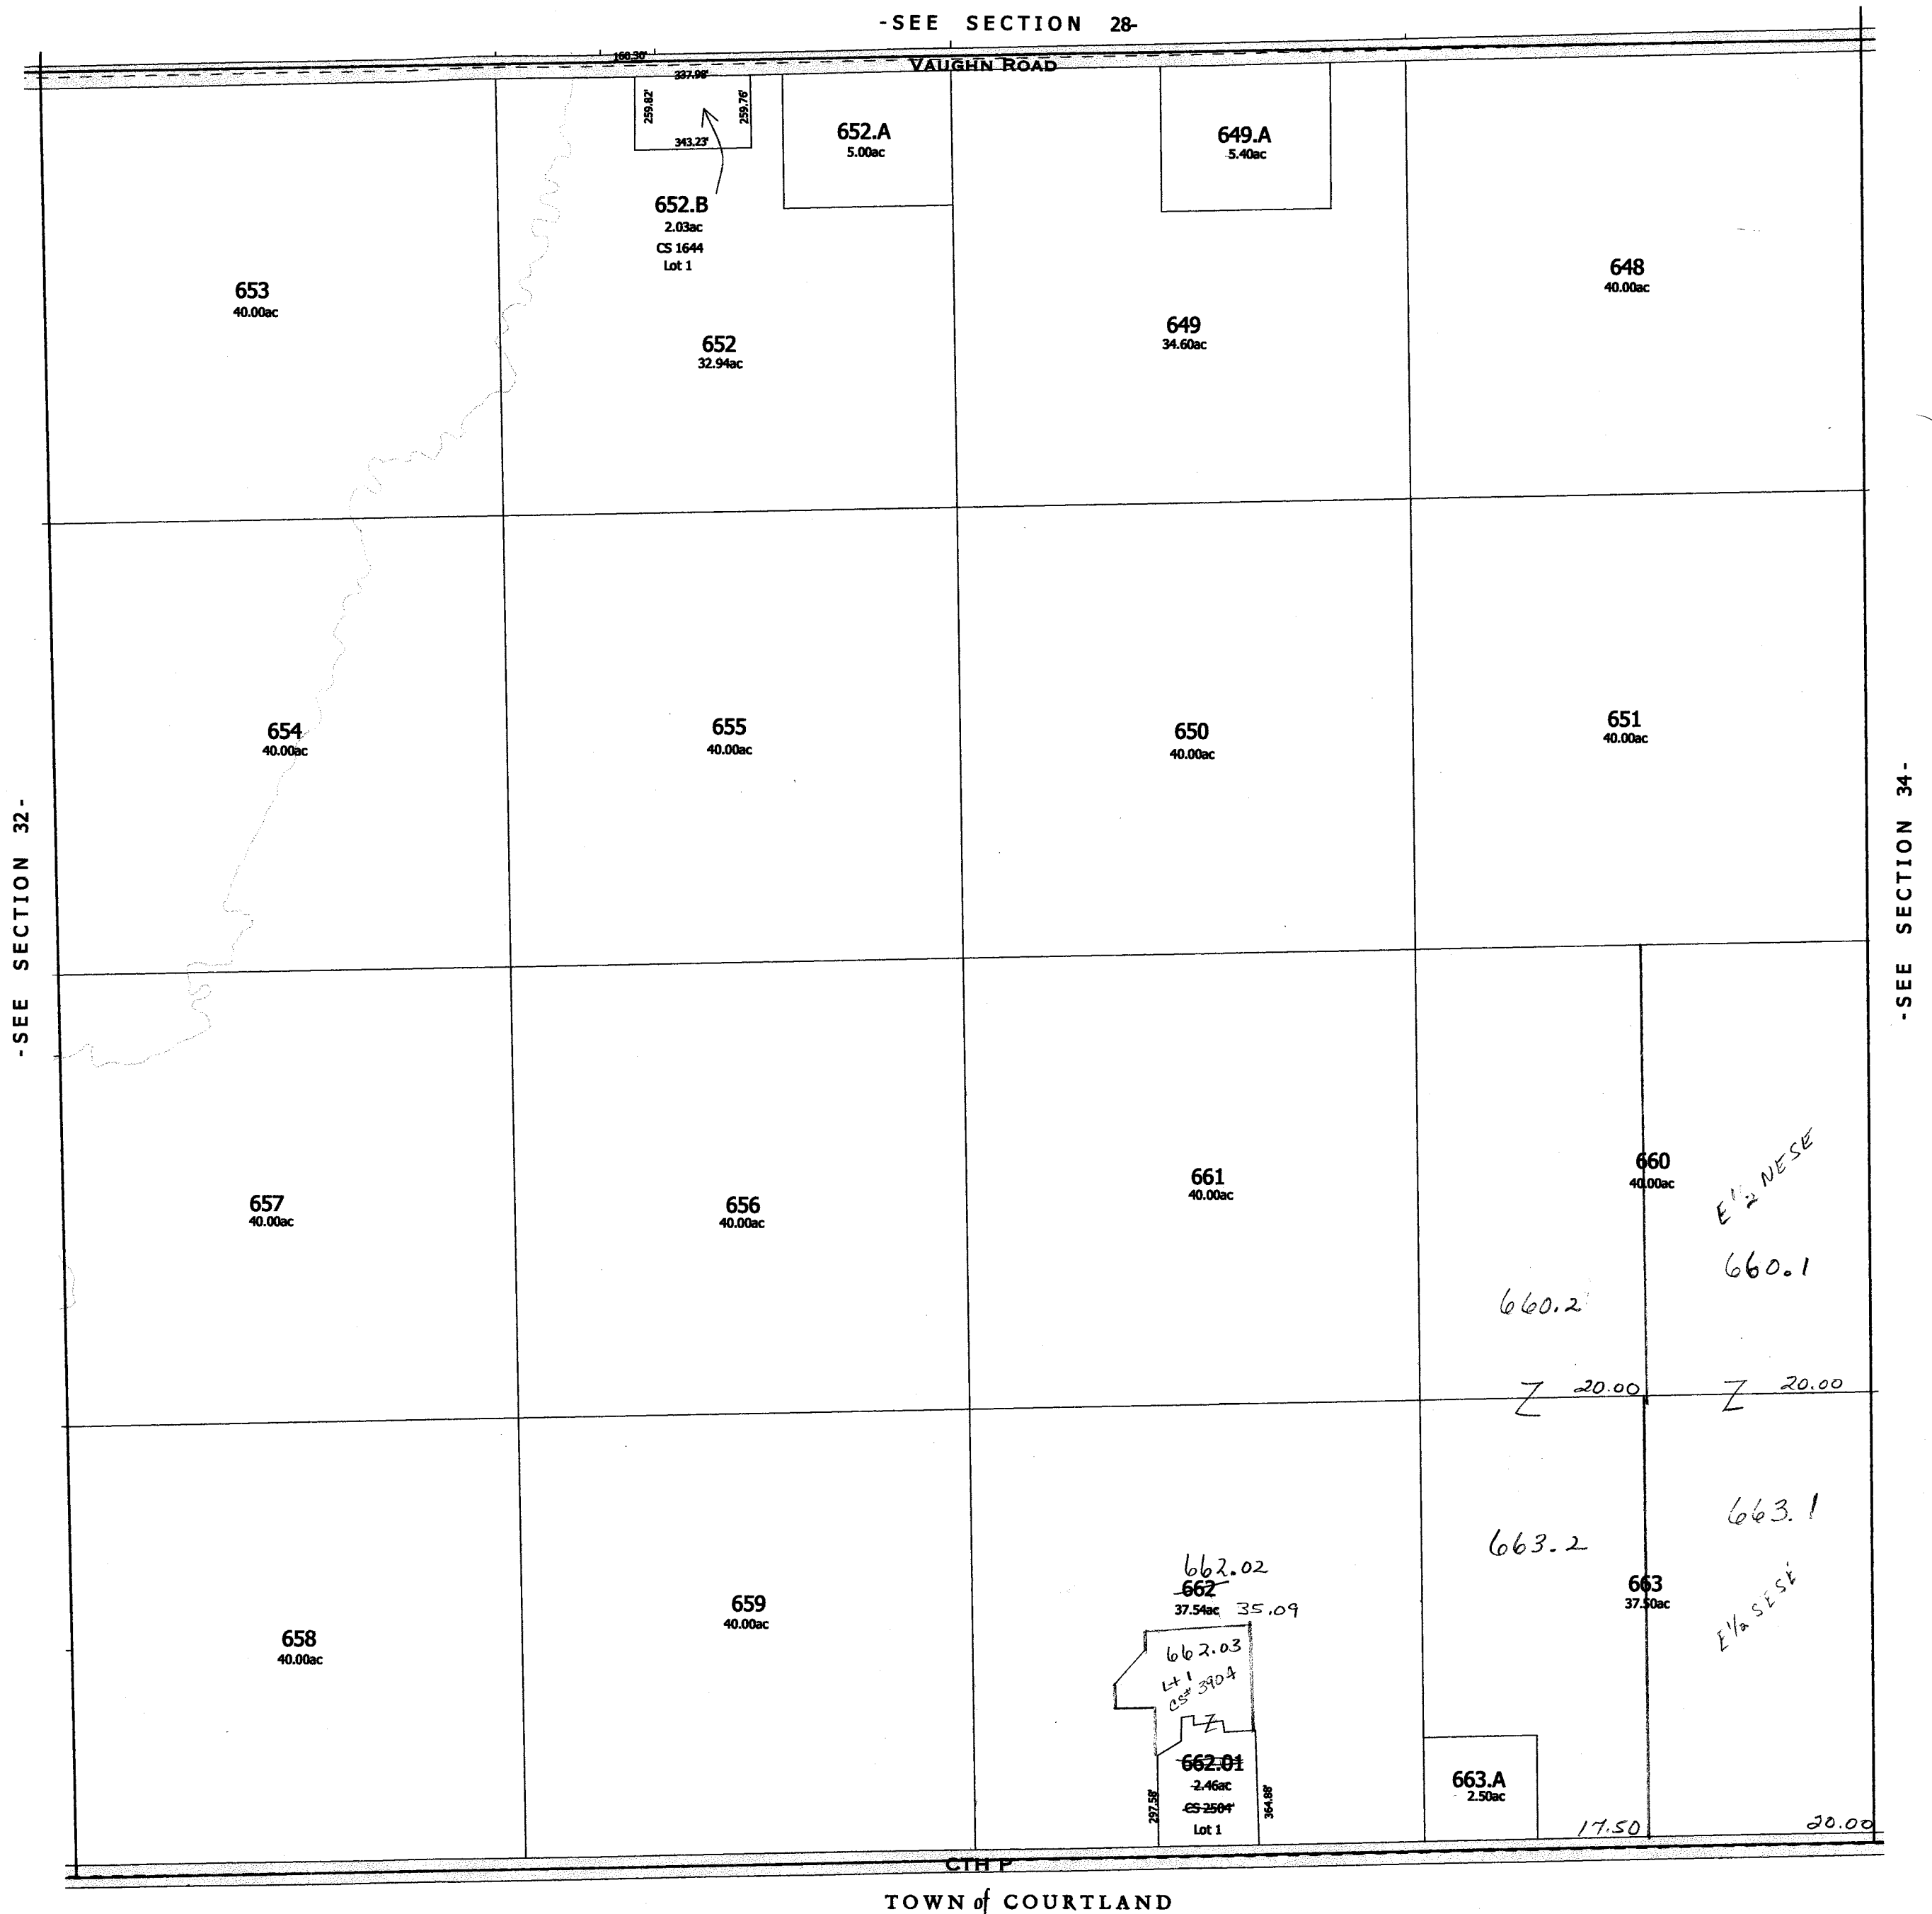 -SEE SECTION 28-
160.30'
VAUGHN ROAD
337.98'
259.82'
259.76'
343.23'
652.A
5.00ac
649.A
5.40ac
652.B
2.03ac
CS 1644
Lot 1
653
40.00ac
652
32.94ac
649
34.60ac
648
40.00ac
654
40.00ac
655
40.00ac
650
40.00ac
651
40.00ac
-SEE SECTION 32-
-SEE SECTION 34-
657
40.00ac
656
40.00ac
661
40.00ac
660
40.00ac
E 1/2 NESE
660.1
660.2
Z 20.00
Z 20.00
663.1
663.2
662.02
662
37.54ac 35.09
663
37.50ac
E 1/2 SESE
658
40.00ac
659
40.00ac
662.03
Lt 1
CS# 3904
Z
662.01
2.46ac
CS 2504
Lot 1
297.58'
364.88'
663.A
2.50ac
17.50
20.00
CTH P
TOWN of COURTLAND